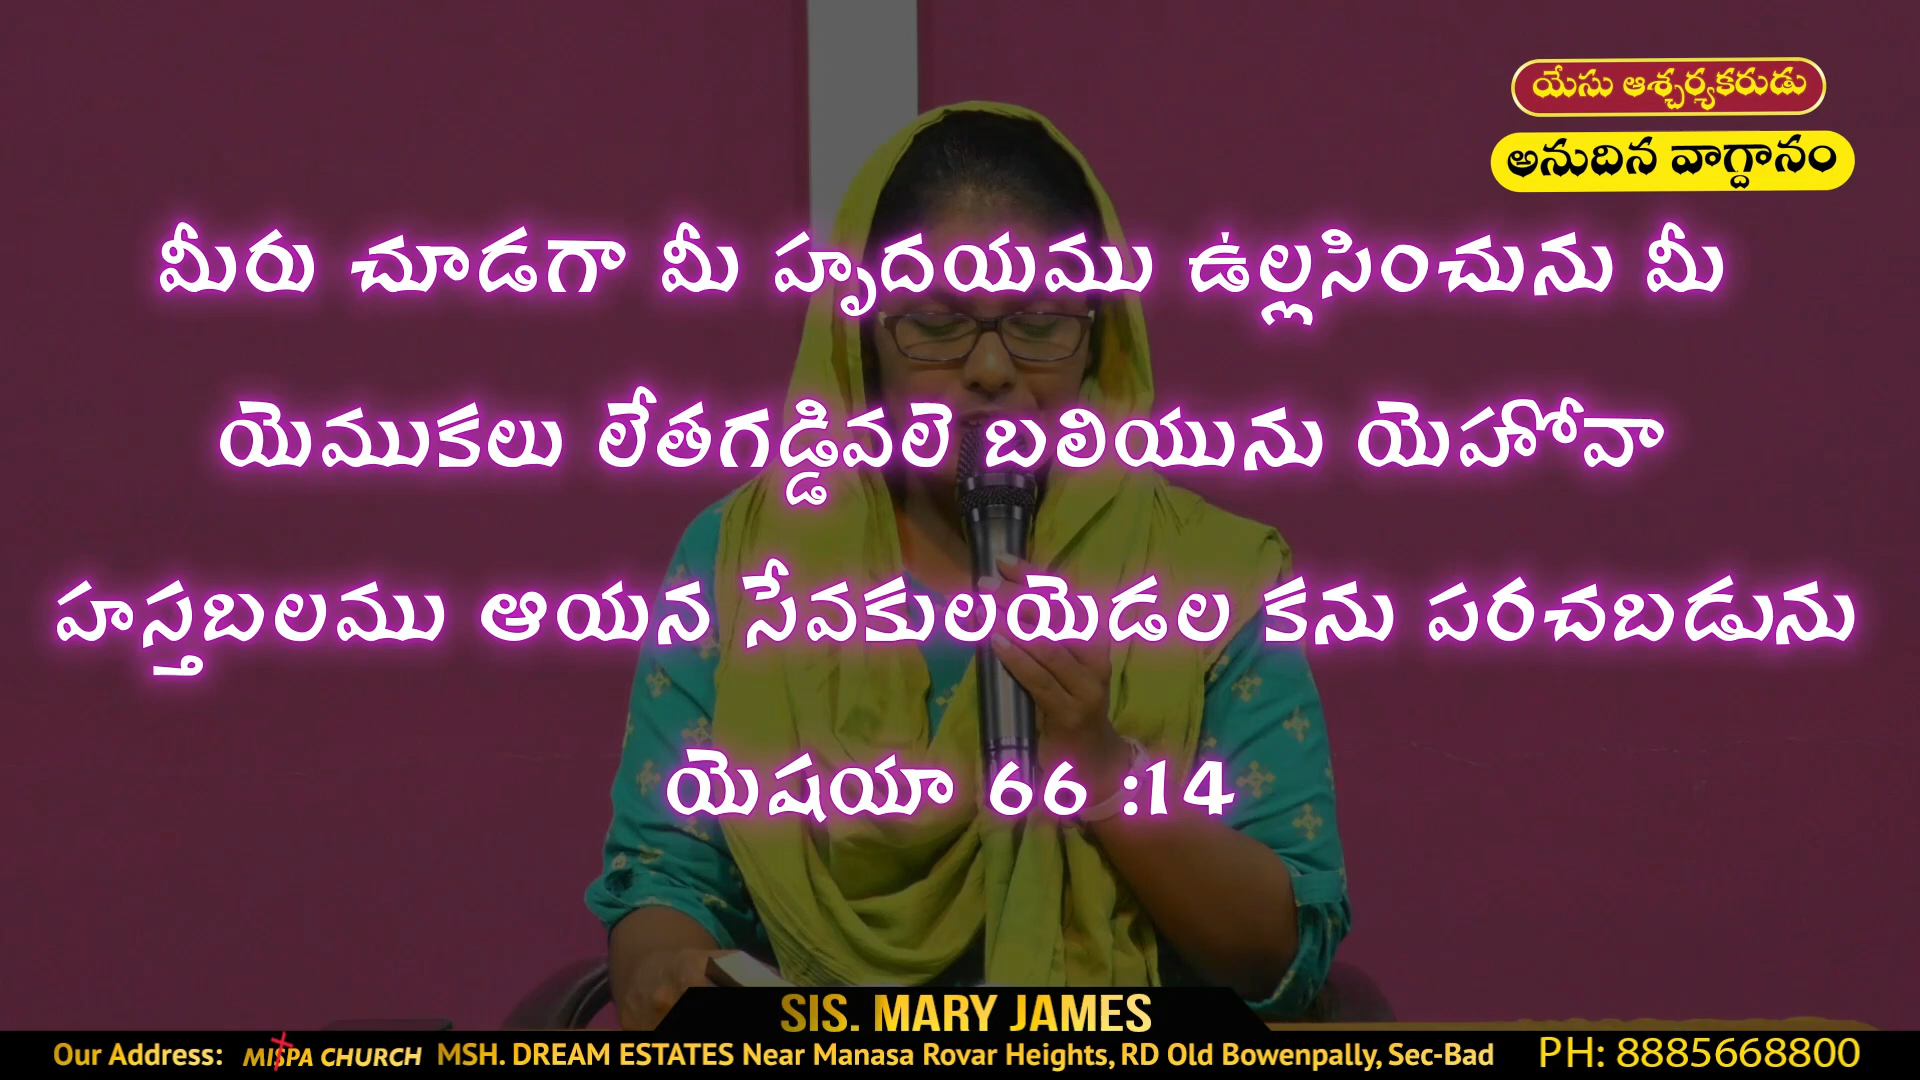 యేసు ఆశ్చర్యకరుడు
అనుదిన వాగ్దానం
మీరు చూడగా మీ హృదయము ఉల్లసించును మీ
యెముకలు లేతగడ్డివలె బలియును యెహోవా
హస్తబలము ఆయన సేవకులయెడల కను పరచబడును
యెషయా 66 :14
SIS. MARY JAMES
Our Address: MISPA CHURCH MSH. DREAM ESTATES Near Manasa Rovar Heights, RD Old Bowenpally, Sec-Bad PH: 8885668800